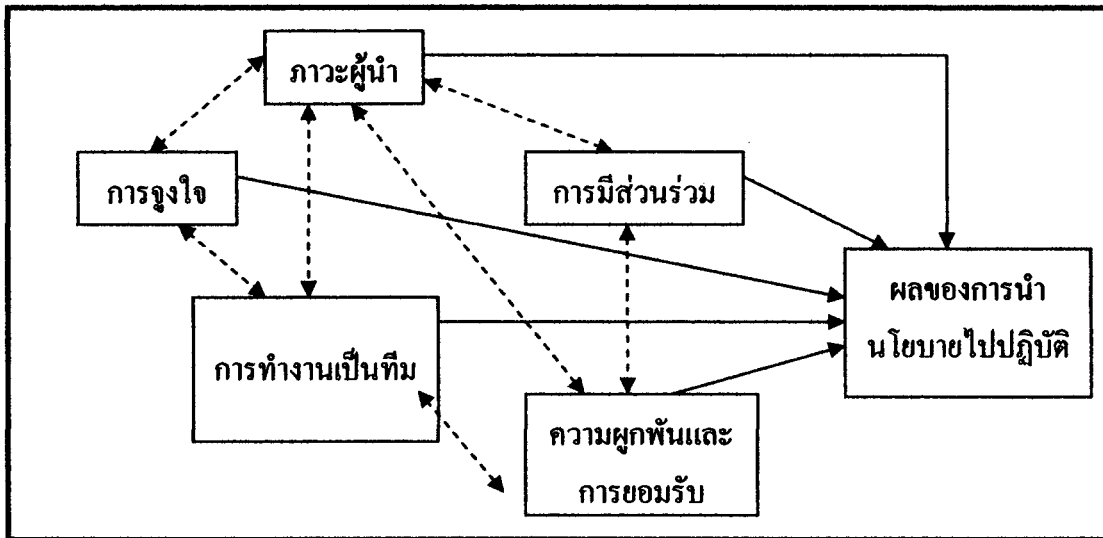 ภาวะผู้นำ
การจูงใจ
การมีส่วนร่วม
ผลของการนำ
นโยบายไปปฏิบัติ
การทำงานเป็นทีม
ความผูกพันและ
การยอมรับ